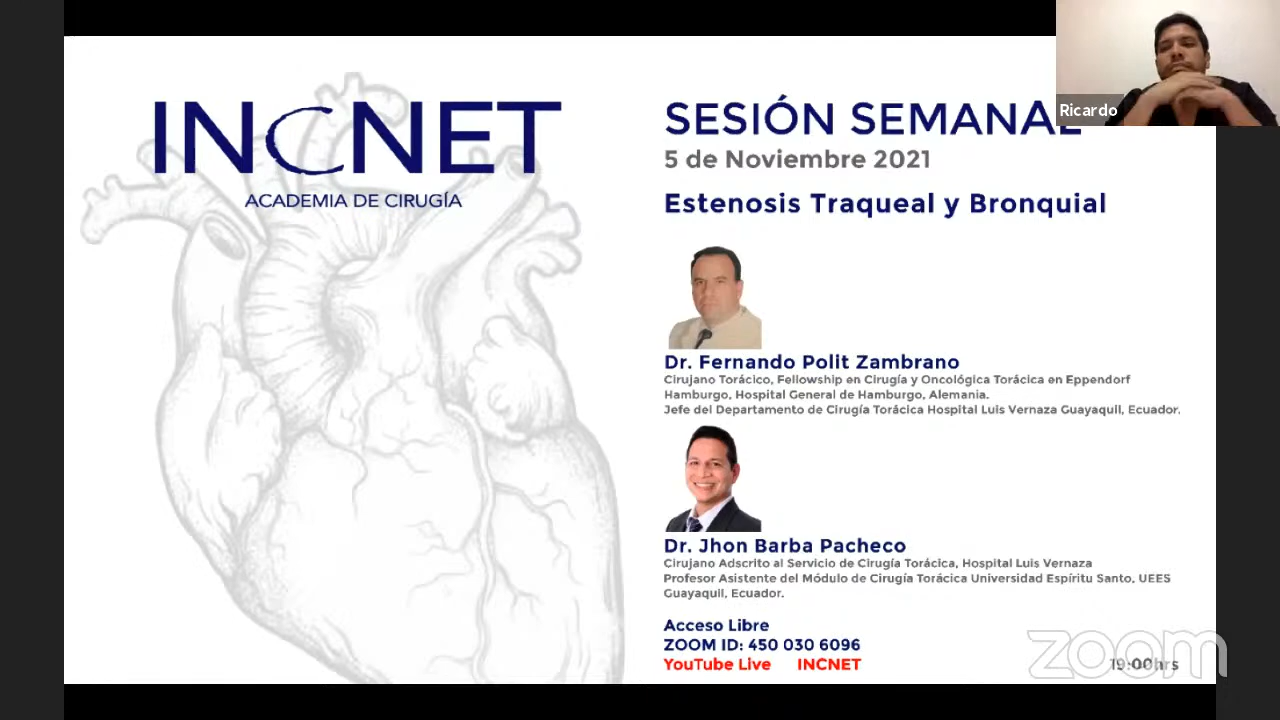 INCNET
ACADEMIA DE CIRUGÍA
SESIÓN SEMANAL
5 de Noviembre 2021
Estenosis Traqueal y Bronquial
Ricardo
Dr. Fernando Polit Zambrano
Cirujano Torácico, Fellowship en Cirugía y Oncológica Torácica en Eppendorf
Hamburgo, Hospital General de Hamburgo, Alemania.
Jefe del Departamento de Cirugía Torácica Hospital Luis Vernaza Guayaquil, Ecuador.
Dr. Jhon Barba Pacheco
Cirujano Adscrito al Servicio de Cirugía Torácica, Hospital Luis Vernaza
Profesor Asistente del Módulo de Cirugía Torácica Universidad Espíritu Santo, UEES
Guayaquil, Ecuador.
Acceso Libre
ZOOM ID: 450 030 6096
YouTube Live INCNET
19:00hrs
zoom